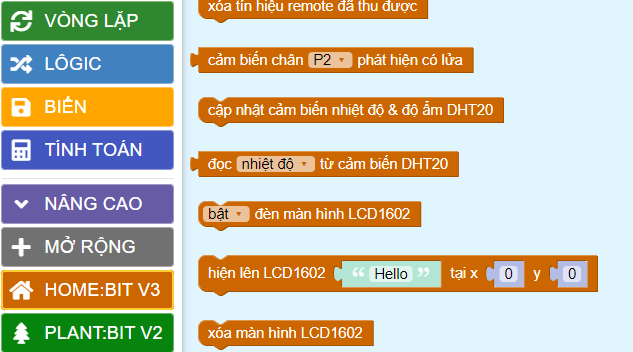 VÒNG LẶP
LÔGIC
BIẾN
TÍNH TOÁN
NÂNG CAO
MỞ RỘNG
HOME:BIT V3
PLANT:BIT V2
xóa tín hiệu remote đã thu được
cảm biến chân P2 phát hiện có lửa
cập nhật cảm biến nhiệt độ & độ ẩm DHT20
đọc nhiệt độ từ cảm biến DHT20
bật đèn màn hình LCD1602
hiện lên LCD1602 “ Hello ” tại x 0 y 0
xóa màn hình LCD1602